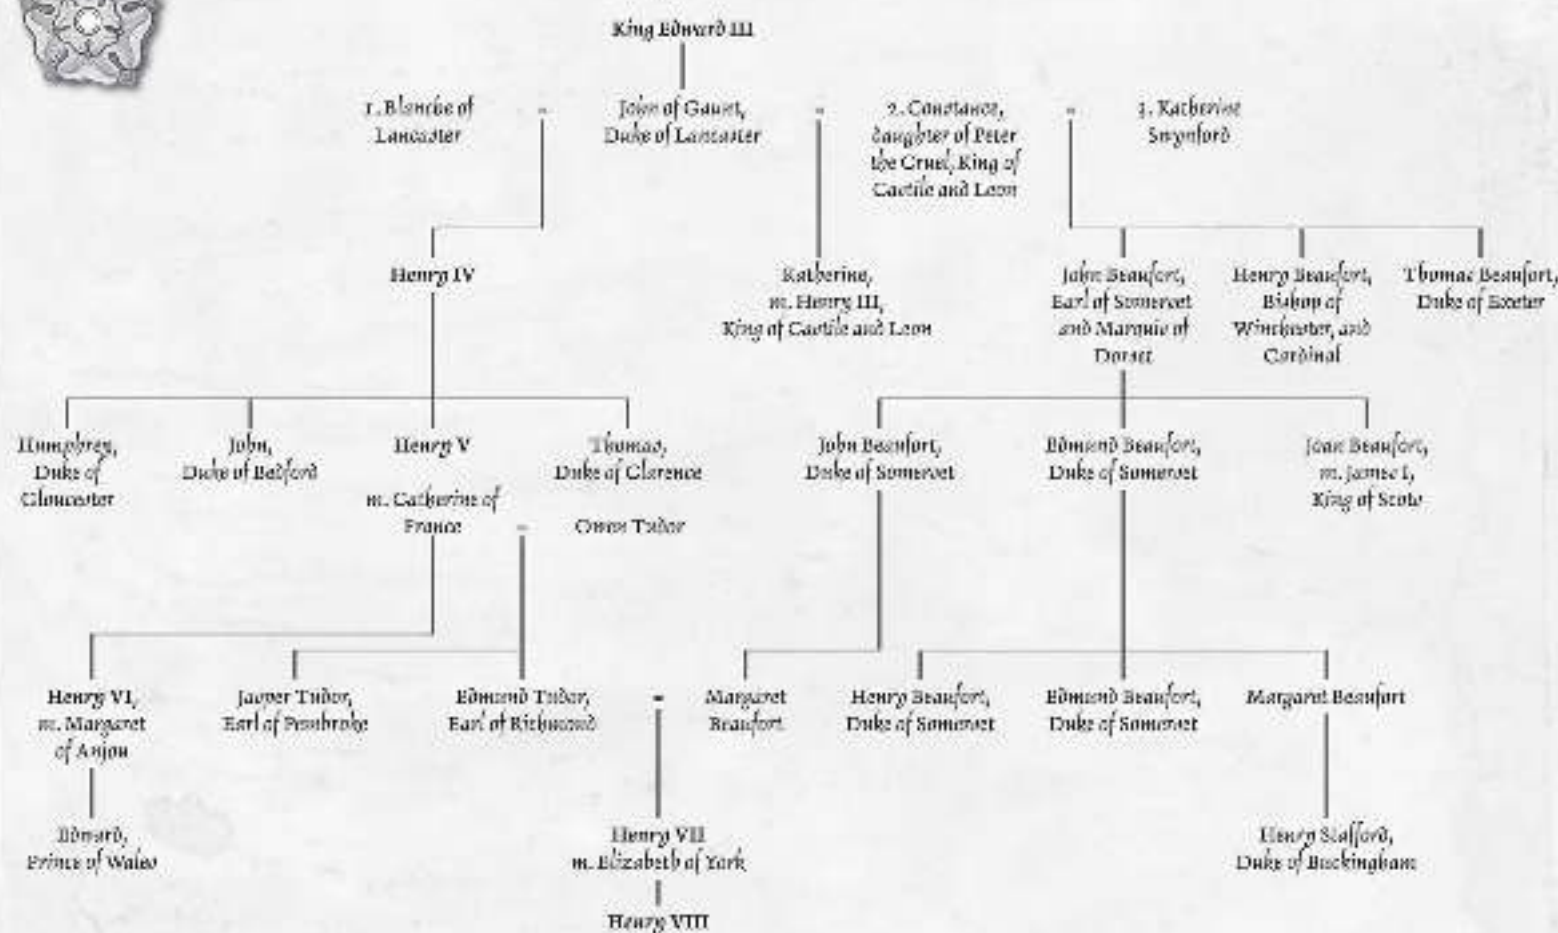 King Edward III
1. Blanche of
Lancaster
=
John of Gaunt,
Duke of Lancaster
=
2. Constance,
daughter of Peter
the Cruel, King of
Castile and Leon
=
3. Katherine
Swynford
Henry IV
Katherine,
m. Henry III,
King of Castile and Leon
John Beaufort,
Earl of Somerset
and Marquis of
Dorset
Henry Beaufort,
Bishop of
Winchester, and
Cardinal
Thomas Beaufort,
Duke of Exeter
Humphrey,
Duke of
Gloucester
John,
Duke of Bedford
Henry V
m. Catherine of
France
=
Thomas,
Duke of Clarence
Owen Tudor
John Beaufort,
Duke of Somerset
Edmund Beaufort,
Duke of Somerset
Joan Beaufort,
m. James I,
King of Scots
Henry VI,
m. Margaret
of Anjou
Jasper Tudor,
Earl of Pembroke
Edmund Tudor,
Earl of Richmond
=
Margaret
Beaufort
Henry Beaufort,
Duke of Somerset
Edmund Beaufort,
Duke of Somerset
Margaret Beaufort
Edward,
Prince of Wales
Henry VII
m. Elizabeth of York
Henry Stafford,
Duke of Buckingham
Henry VIII